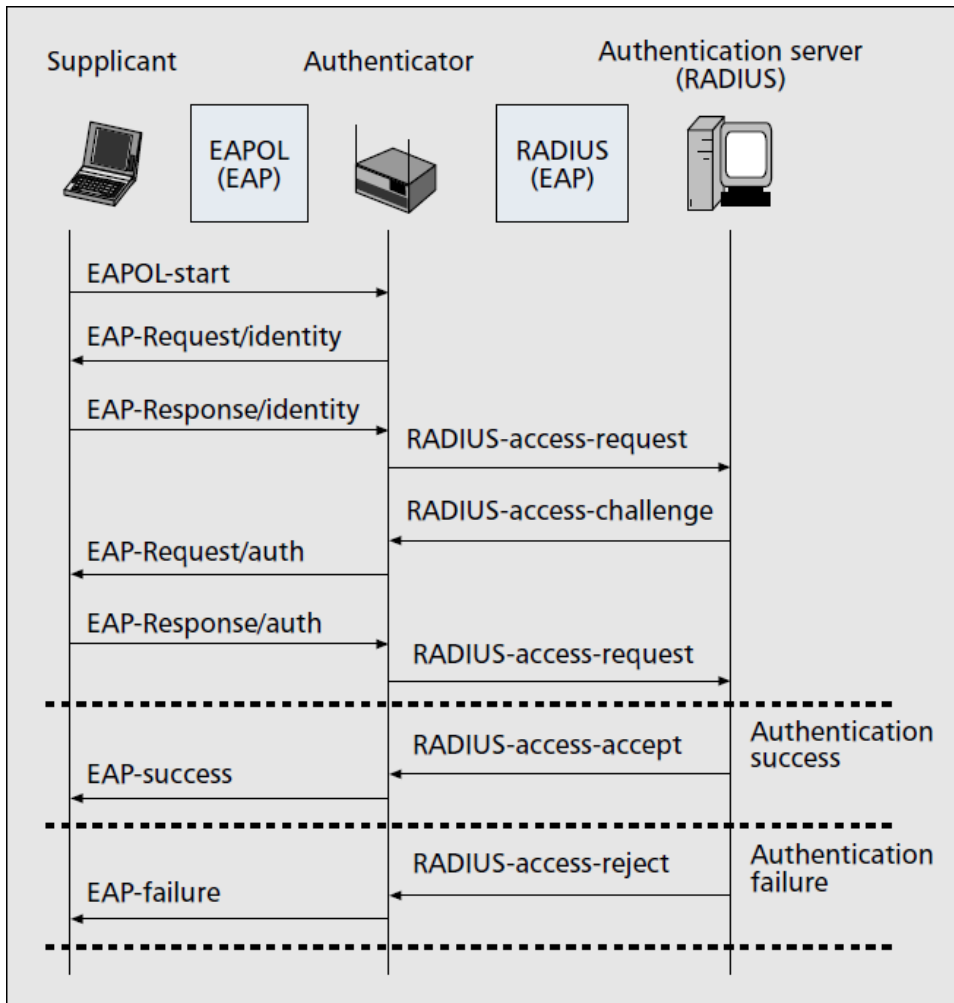 Supplicant
Authenticator
Authentication server
(RADIUS)
EAPOL
(EAP)
RADIUS
(EAP)
EAPOL-start
EAP-Request/identity
EAP-Response/identity
RADIUS-access-request
RADIUS-access-challenge
EAP-Request/auth
EAP-Response/auth
RADIUS-access-request
Authentication
success
RADIUS-access-accept
EAP-success
Authentication
failure
RADIUS-access-reject
EAP-failure